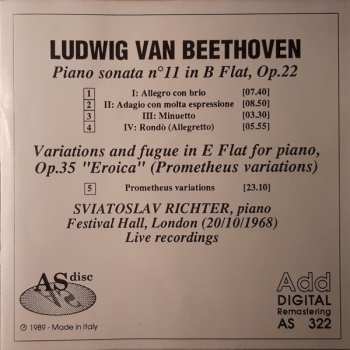 LUDWIG VAN BEETHOVEN
Piano sonata n°11 in B Flat, Op.22
1 I: Allegro con brio [07.40]
2 II: Adagio con molta espressione [08.50]
3 III: Minuetto [03.30]
4 IV: Rondò (Allegretto) [05.55]
Variations and fugue in E Flat for piano,
Op.35 "Eroica" (Prometheus variations)
5 Prometheus variations [23.10]
SVIATOSLAV RICHTER, piano
Festival Hall, London (20/10/1968)
Live recordings
AS disc
AS
℗ 1989 - Made in Italy
Add
DIGITAL
Remastering
AS 322